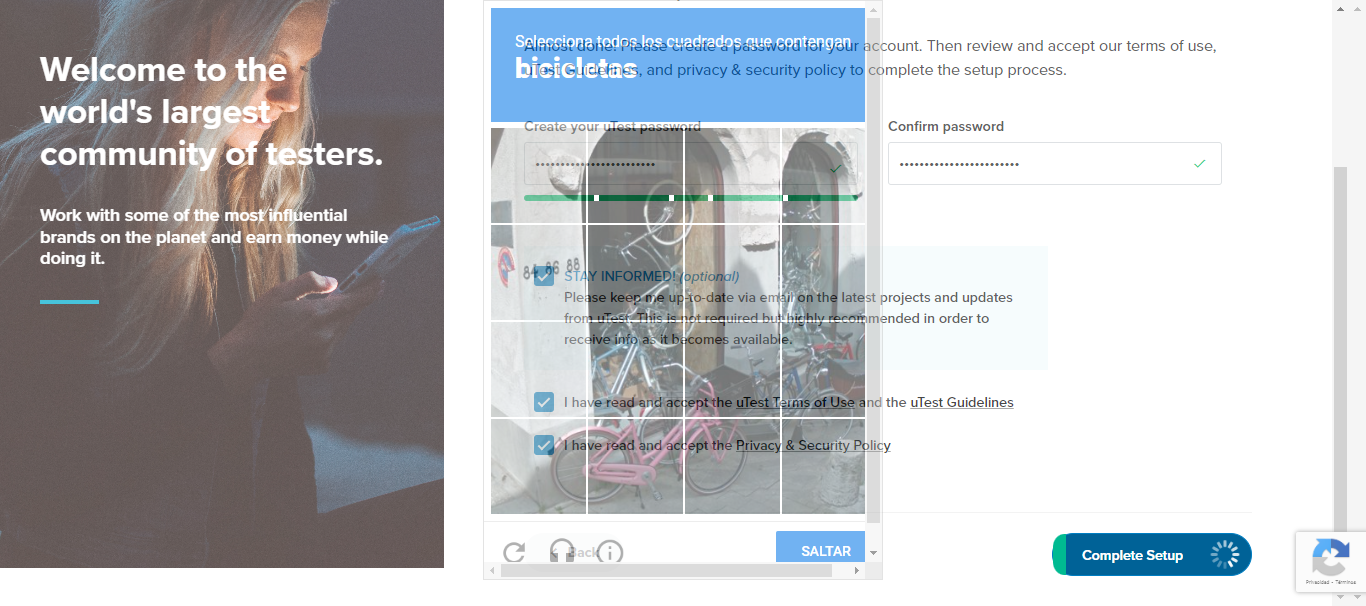 Welcome to the
world's largest
community of testers.
Work with some of the most influential
brands on the planet and earn money while
doing it.
Selecciona todos los cuadrados que contengan
bicicletas
Almost done! Please create a password for your account. Then review and accept our terms of use,
uTest Guidelines, and privacy & security policy to complete the setup process.
Create your uTest password
Confirm password
84 66 88
STAY INFORMED! (optional)
Please keep me up-to-date via email on the latest projects and updates
from uTest. This is not required but highly recommended in order to
receive info as it becomes available.
I have read and accept the uTest Terms of Use and the uTest Guidelines
I have read and accept the Privacy & Security Policy
Back
SALTAR
Complete Setup
Privacidad - Términos